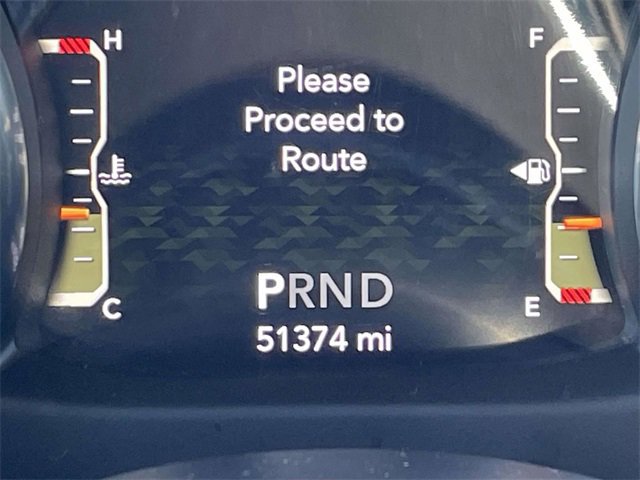 H
F
Please
Proceed to
Route
C
E
PRND
51374 mi